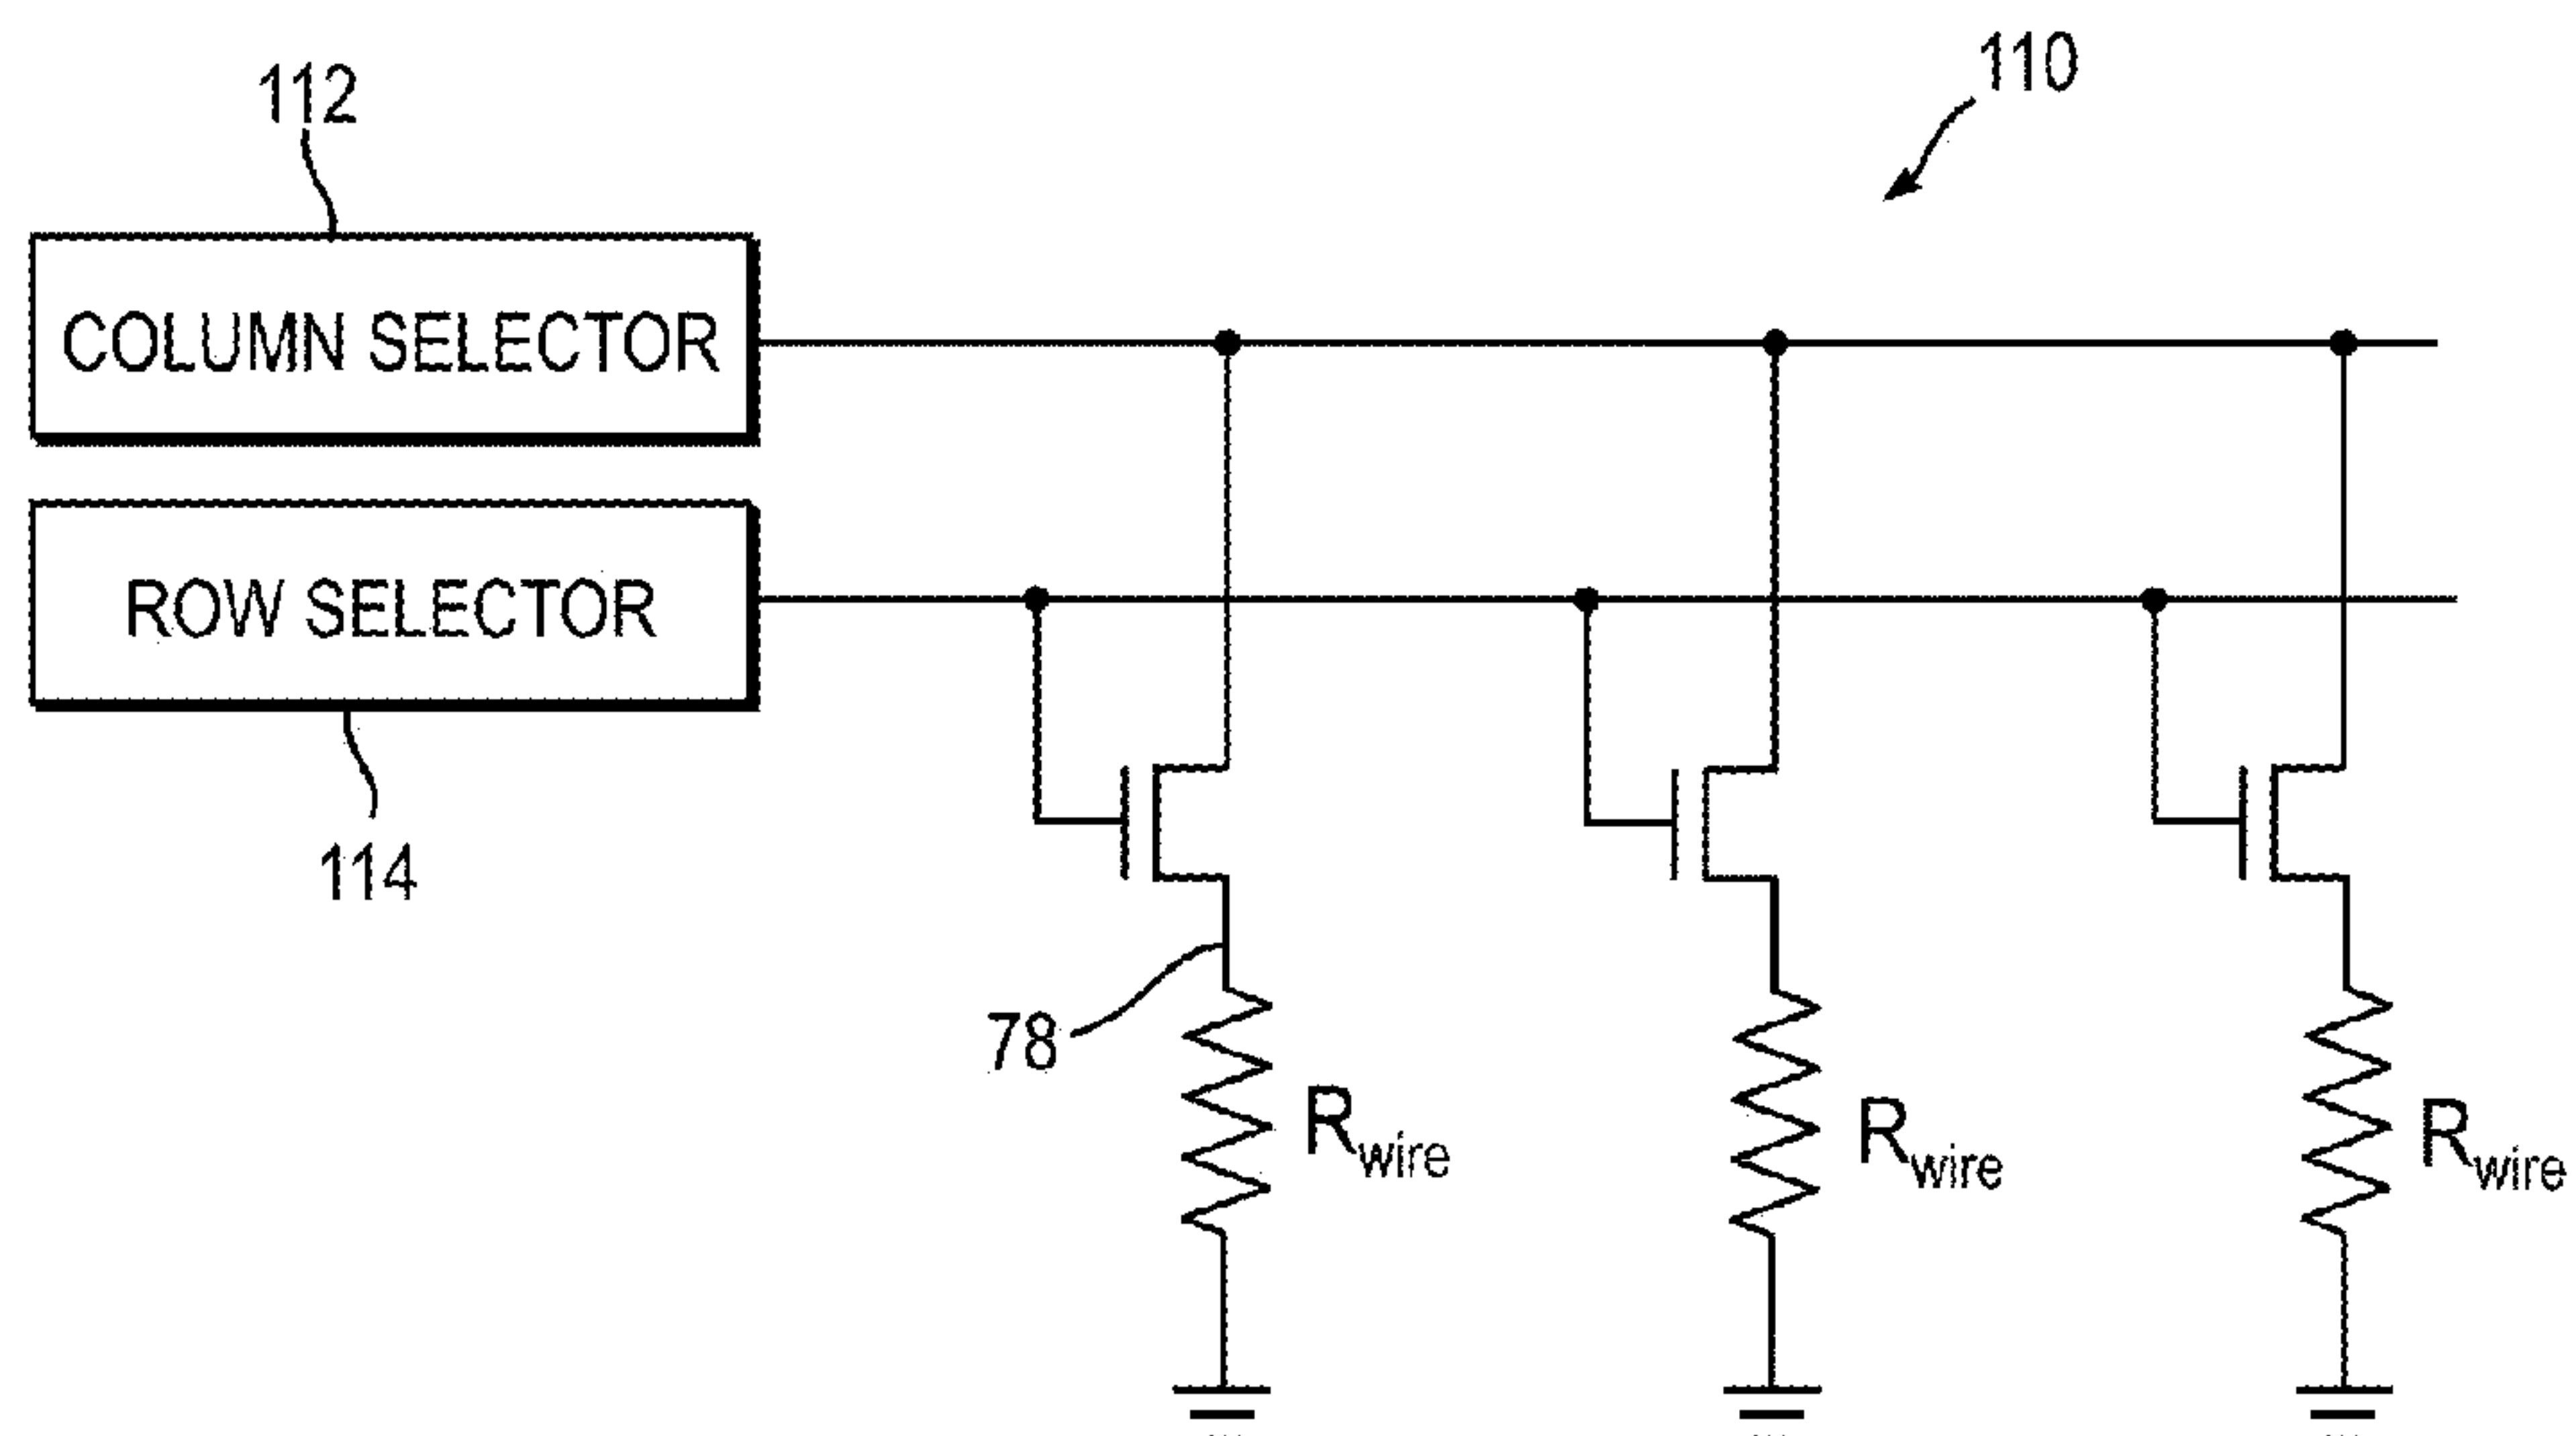 110
112
COLUMN SELECTOR
ROW SELECTOR
114
78
Rwire
Rwire
Rwire